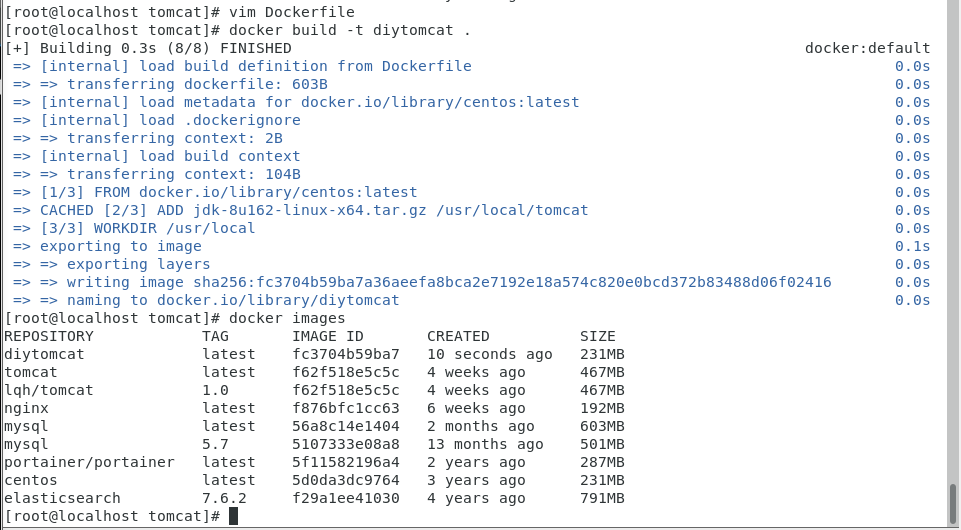 [root@localhost tomcat]# vim Dockerfile
[root@localhost tomcat]# docker build -t diytomcat .
[+] Building 0.3s (8/8) FINISHED docker:default
=> [internal] load build definition from Dockerfile 0.0s
=> => transferring dockerfile: 603B 0.0s
=> [internal] load metadata for docker.io/library/centos:latest 0.0s
=> [internal] load .dockerignore 0.0s
=> => transferring context: 2B 0.0s
=> [internal] load build context 0.0s
=> => transferring context: 104B 0.0s
=> [1/3] FROM docker.io/library/centos:latest 0.0s
=> CACHED [2/3] ADD jdk-8u162-linux-x64.tar.gz /usr/local/tomcat 0.0s
=> [3/3] WORKDIR /usr/local 0.0s
=> exporting to image 0.1s
=> => exporting layers 0.0s
=> => writing image sha256:fc3704b59ba7a36aeefa8bca2e7192e18a574c820e0bcd372b83488d06f02416 0.0s
=> => naming to docker.io/library/diytomcat 0.0s
[root@localhost tomcat]# docker images
REPOSITORY TAG IMAGE ID CREATED SIZE
diytomcat latest fc3704b59ba7 10 seconds ago 231MB
tomcat latest f62f518e5c5c 4 weeks ago 467MB
lqh/tomcat 1.0 f62f518e5c5c 4 weeks ago 467MB
nginx latest f876bfc1cc63 6 weeks ago 192MB
mysql latest 56a8c14e1404 2 months ago 603MB
mysql 5.7 5107333e08a8 13 months ago 501MB
portainer/portainer latest 5f11582196a4 2 years ago 287MB
centos latest 5d0da3dc9764 3 years ago 231MB
elasticsearch 7.6.2 f29a1ee41030 4 years ago 791MB
[root@localhost tomcat]#